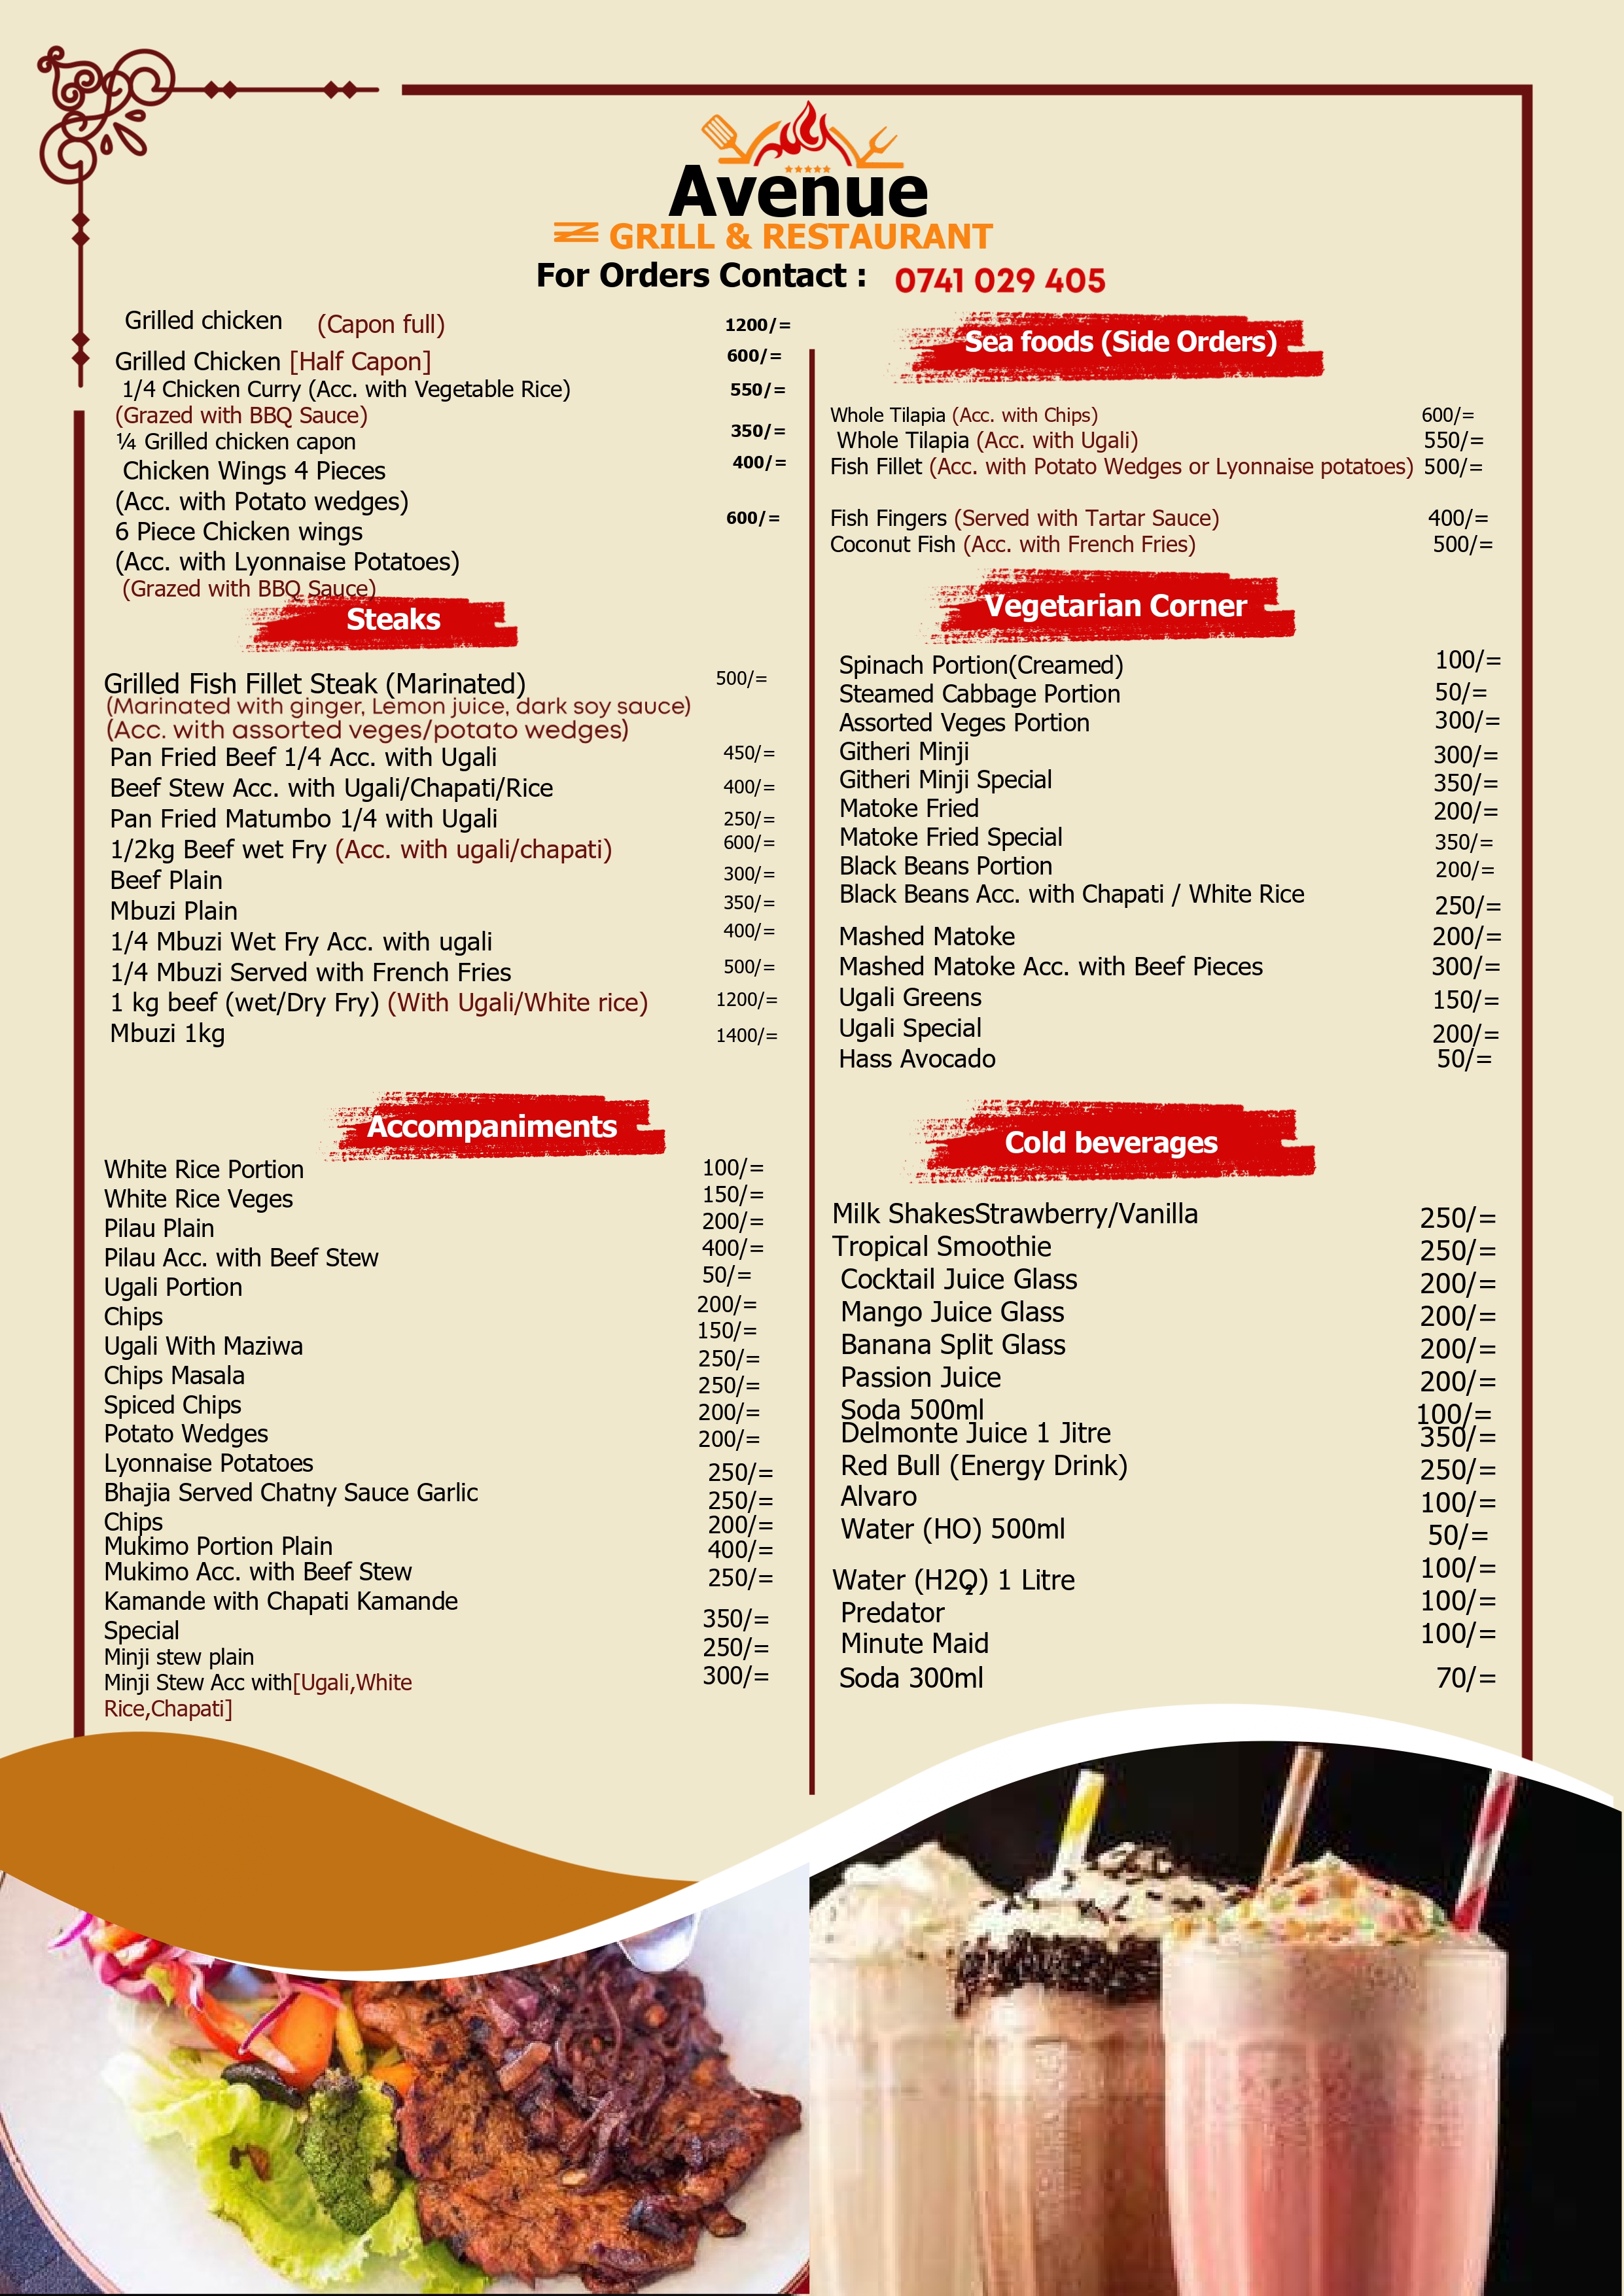 Avenue
GRILL & RESTAURANT
For Orders Contact : 0741 029 405
Grilled chicken (Capon full) 1200/=
Grilled Chicken [Half Capon] 600/=
1/4 Chicken Curry (Acc. with Vegetable Rice) 550/=
(Grazed with BBQ Sauce)
¼ Grilled chicken capon 350/=
Chicken Wings 4 Pieces 400/=
(Acc. with Potato wedges)
6 Piece Chicken wings 600/=
(Acc. with Lyonnaise Potatoes)
(Grazed with BBQ Sauce)
Steaks
Grilled Fish Fillet Steak (Marinated) 500/=
(Marinated with ginger, Lemon juice, dark soy sauce)
(Acc. with assorted veges/potato wedges)
Pan Fried Beef 1/4 Acc. with Ugali 450/=
Beef Stew Acc. with Ugali/Chapati/Rice 400/=
Pan Fried Matumbo 1/4 with Ugali 250/=
1/2kg Beef wet Fry (Acc. with ugali/chapati) 600/=
Beef Plain 300/=
Mbuzi Plain 350/=
1/4 Mbuzi Wet Fry Acc. with ugali 400/=
1/4 Mbuzi Served with French Fries 500/=
1 kg beef (wet/Dry Fry) (With Ugali/White rice) 1200/=
Mbuzi 1kg 1400/=
Accompaniments
White Rice Portion 100/=
White Rice Veges 150/=
Pilau Plain 200/=
Pilau Acc. with Beef Stew 400/=
Ugali Portion 50/=
Chips 200/=
Ugali With Maziwa 150/=
Chips Masala 250/=
Spiced Chips 250/=
Potato Wedges 200/=
Lyonnaise Potatoes 200/=
Bhajia Served Chatny Sauce Garlic 250/=
Chips 250/=
Mukimo Portion Plain 200/=
Mukimo Acc. with Beef Stew 400/=
Kamande with Chapati Kamande 250/=
Special 350/=
Minji stew plain 250/=
Minji Stew Acc with[Ugali,White 300/=
Rice,Chapati]
Sea foods (Side Orders)
Whole Tilapia (Acc. with Chips) 600/=
Whole Tilapia (Acc. with Ugali) 550/=
Fish Fillet (Acc. with Potato Wedges or Lyonnaise potatoes) 500/=
Fish Fingers (Served with Tartar Sauce) 400/=
Coconut Fish (Acc. with French Fries) 500/=
Vegetarian Corner
Spinach Portion(Creamed) 100/=
Steamed Cabbage Portion 50/=
Assorted Veges Portion 300/=
Githeri Minji 300/=
Githeri Minji Special 350/=
Matoke Fried 200/=
Matoke Fried Special 350/=
Black Beans Portion 200/=
Black Beans Acc. with Chapati / White Rice 250/=
Mashed Matoke 200/=
Mashed Matoke Acc. with Beef Pieces 300/=
Ugali Greens 150/=
Ugali Special 200/=
Hass Avocado 50/=
Cold beverages
Milk ShakesStrawberry/Vanilla 250/=
Tropical Smoothie 250/=
Cocktail Juice Glass 200/=
Mango Juice Glass 200/=
Banana Split Glass 200/=
Passion Juice 200/=
Soda 500ml 100/=
Delmonte Juice 1 Jitre 350/=
Red Bull (Energy Drink) 250/=
Alvaro 100/=
Water (HO) 500ml 50/=
Water (H2O) 1 Litre 100/=
2
Predator 100/=
Minute Maid 100/=
Soda 300ml 70/=